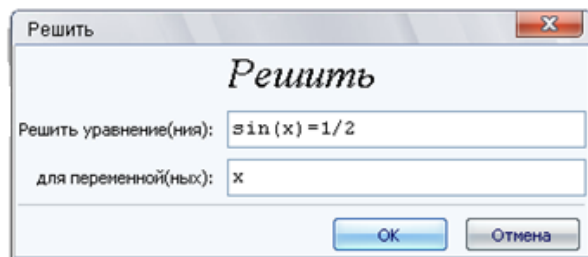 Решить
Решить
Решить уравнение(ния): sin(x)=1/2
для переменной(ных): x
OK Отмена